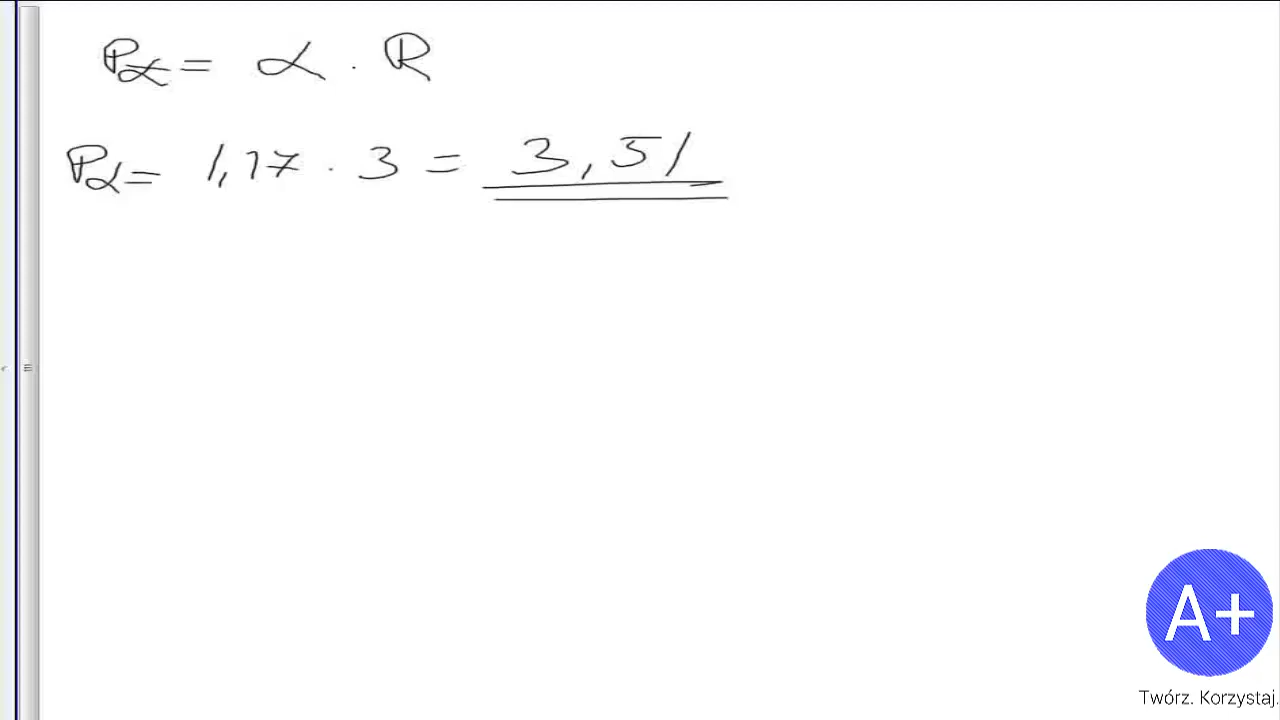 Pα = α · R
Pα = 1,17 · 3 = 3,51
A+
Twórz. Korzystaj.